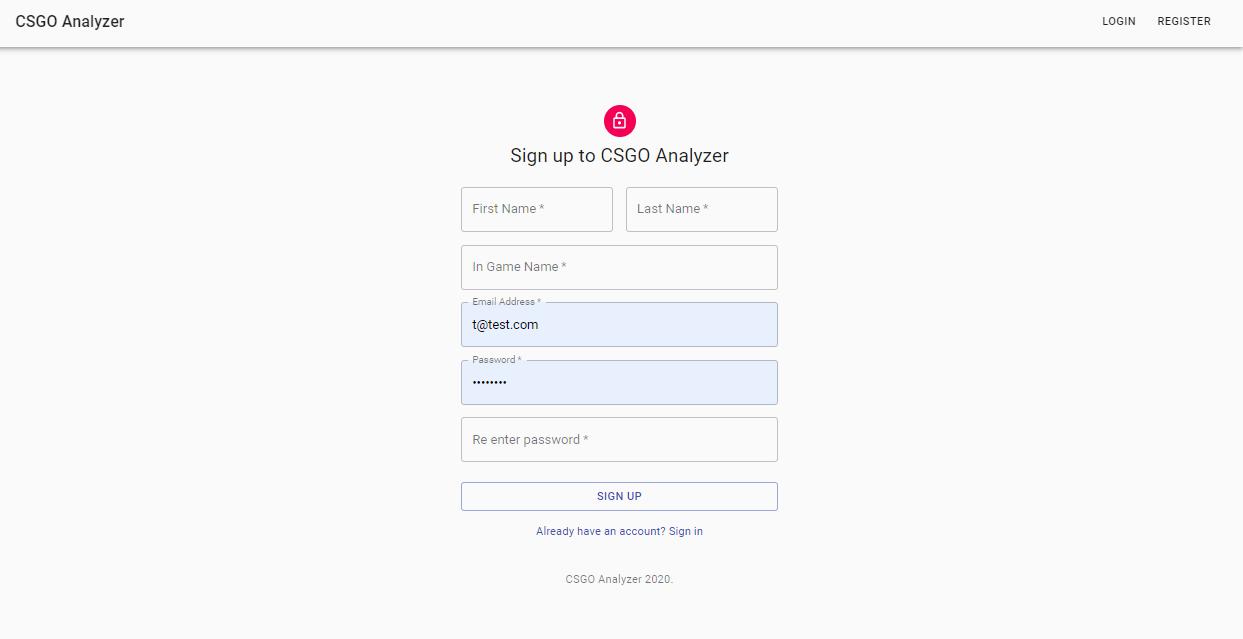 CSGO Analyzer
LOGIN REGISTER
Sign up to CSGO Analyzer
First Name * Last Name *
In Game Name *
Email Address *
t@test.com
Password *
••••••••
Re enter password *
SIGN UP
Already have an account? Sign in
CSGO Analyzer 2020.